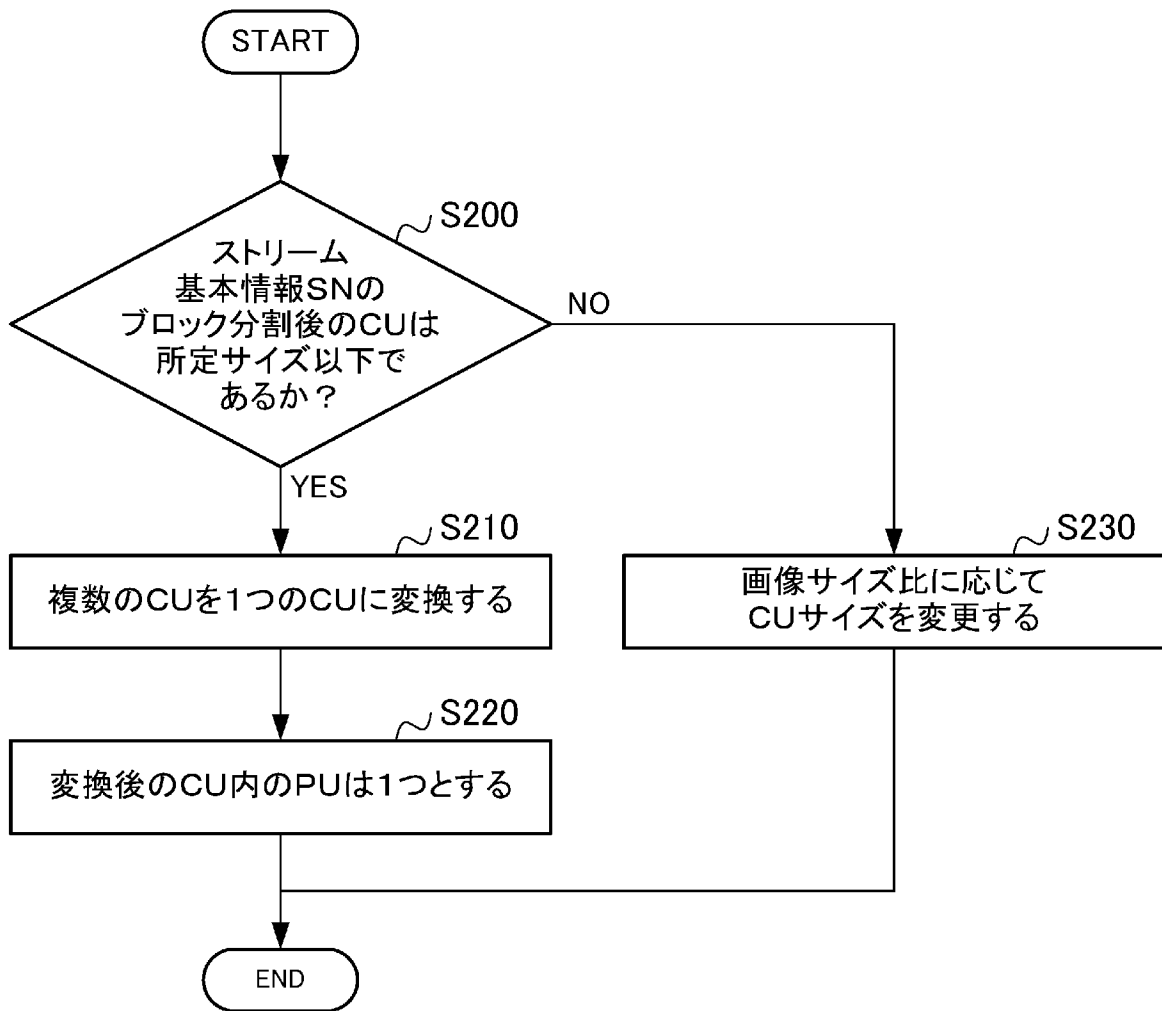 START
S200
ストリーム
基本情報SNの
ブロック分割後のCUは
所定サイズ以下で
あるか?
NO
YES
S210
複数のCUを1つのCUに変換する
S230
画像サイズ比に応じて
CUサイズを変更する
S220
変換後のCU内のPUは1つとする
END